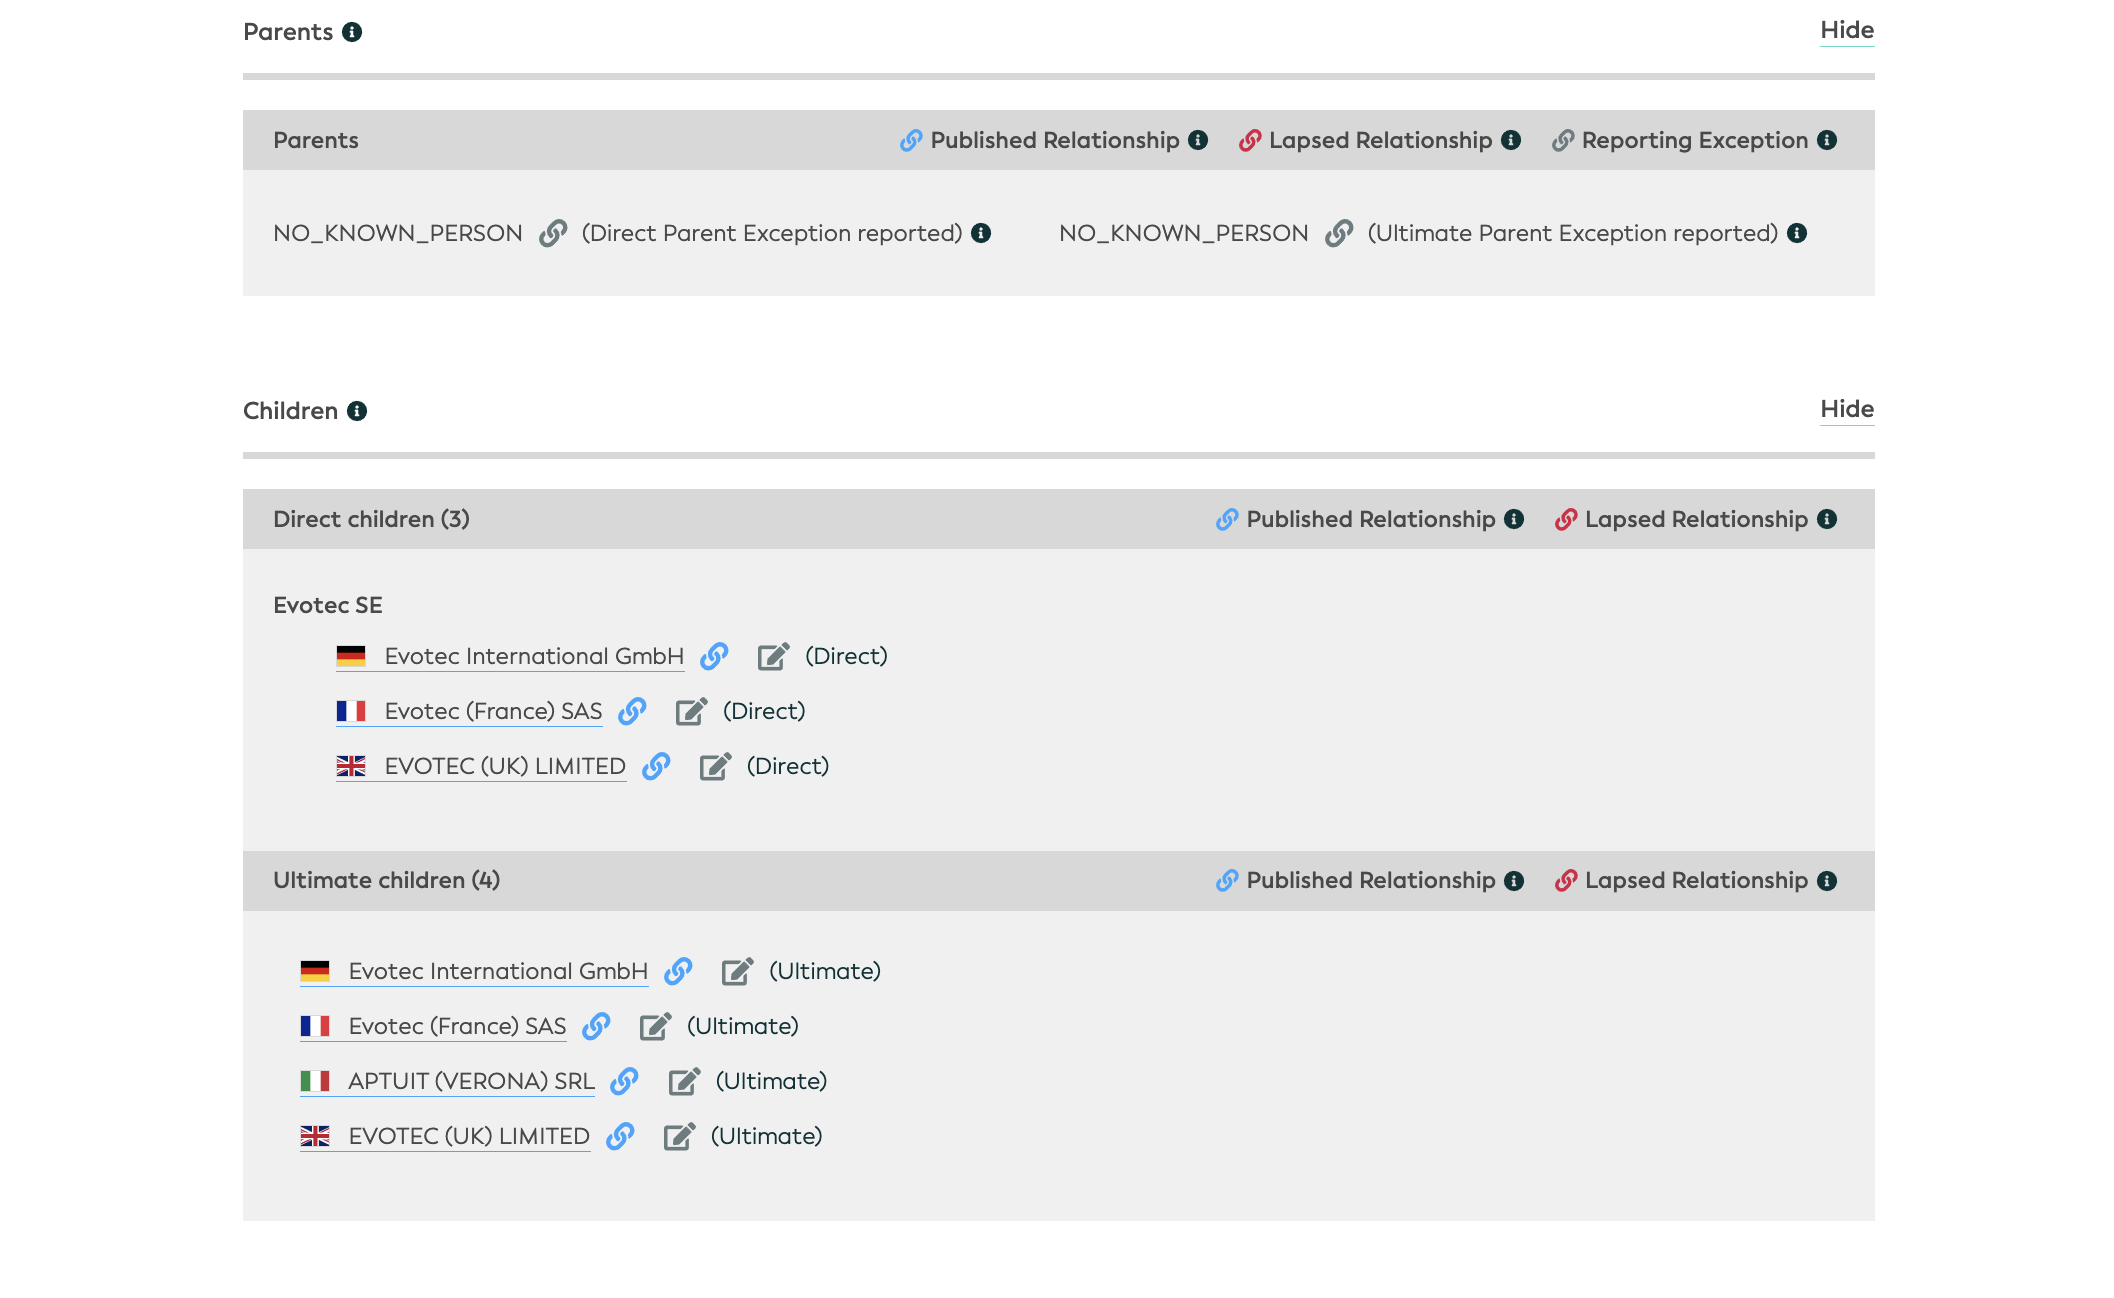 Parents Hide
Parents Published Relationship Lapsed Relationship Reporting Exception
NO_KNOWN_PERSON (Direct Parent Exception reported) NO_KNOWN_PERSON (Ultimate Parent Exception reported)
Children Hide
Direct children (3) Published Relationship Lapsed Relationship
Evotec SE
Evotec International GmbH (Direct)
Evotec (France) SAS (Direct)
EVOTEC (UK) LIMITED (Direct)
Ultimate children (4) Published Relationship Lapsed Relationship
Evotec International GmbH (Ultimate)
Evotec (France) SAS (Ultimate)
APTUIT (VERONA) SRL (Ultimate)
EVOTEC (UK) LIMITED (Ultimate)